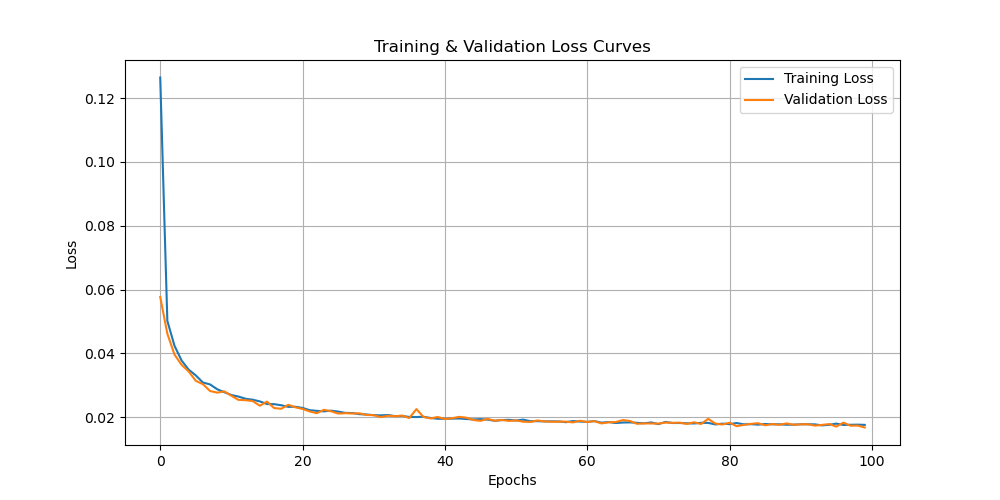 Training & Validation Loss Curves
Training Loss
Validation Loss
0.12
0.10
0.08
0.06
0.04
0.02
Loss
0 20 40 60 80 100
Epochs